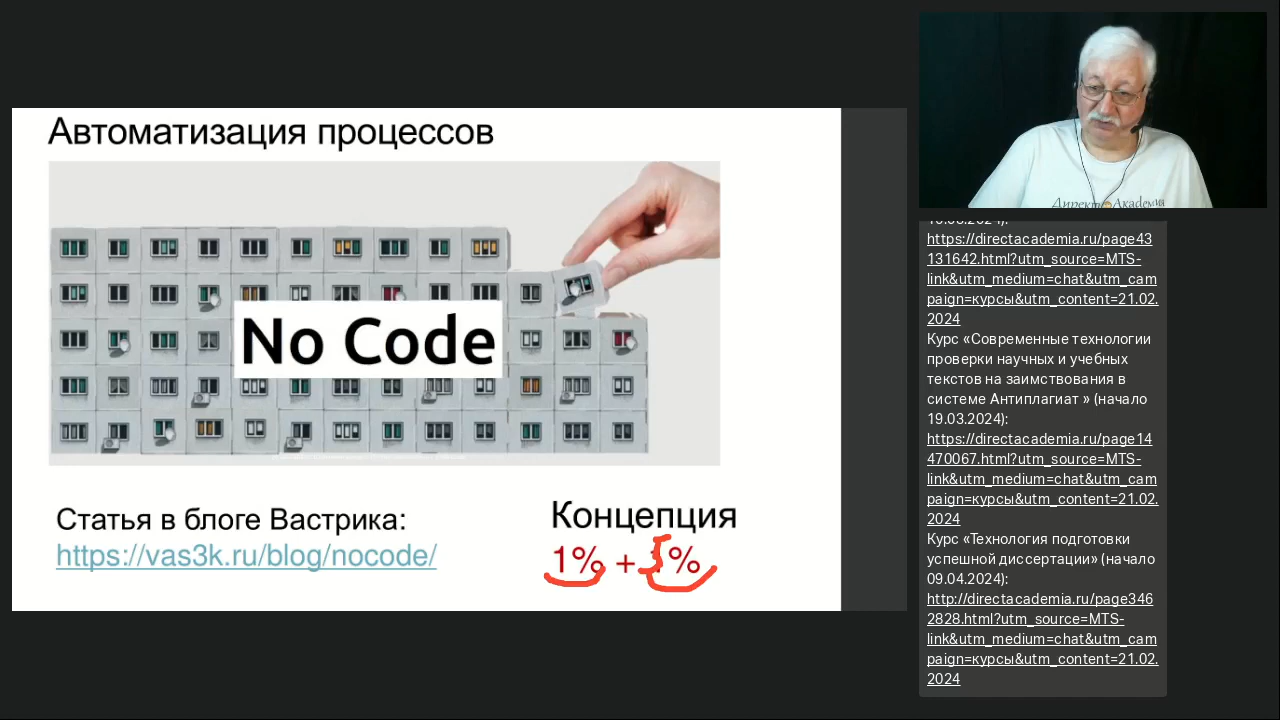 Автоматизация процессов
No Code
Статья в блоге Вастрика:
https://vas3k.ru/blog/nocode/
Концепция
1% + %
Директ Академия
https://directacademia.ru/page43
131642.html?utm_source=MTS-
link&utm_medium=chat&utm_cam
paign=курсы&utm_content=21.02.
2024
Курс «Современные технологии
проверки научных и учебных
текстов на заимствования в
системе Антиплагиат » (начало
19.03.2024):
https://directacademia.ru/page14
470067.html?utm_source=MTS-
link&utm_medium=chat&utm_cam
paign=курсы&utm_content=21.02.
2024
Курс «Технология подготовки
успешной диссертации» (начало
09.04.2024):
http://directacademia.ru/page346
2828.html?utm_source=MTS-
link&utm_medium=chat&utm_cam
paign=курсы&utm_content=21.02.
2024